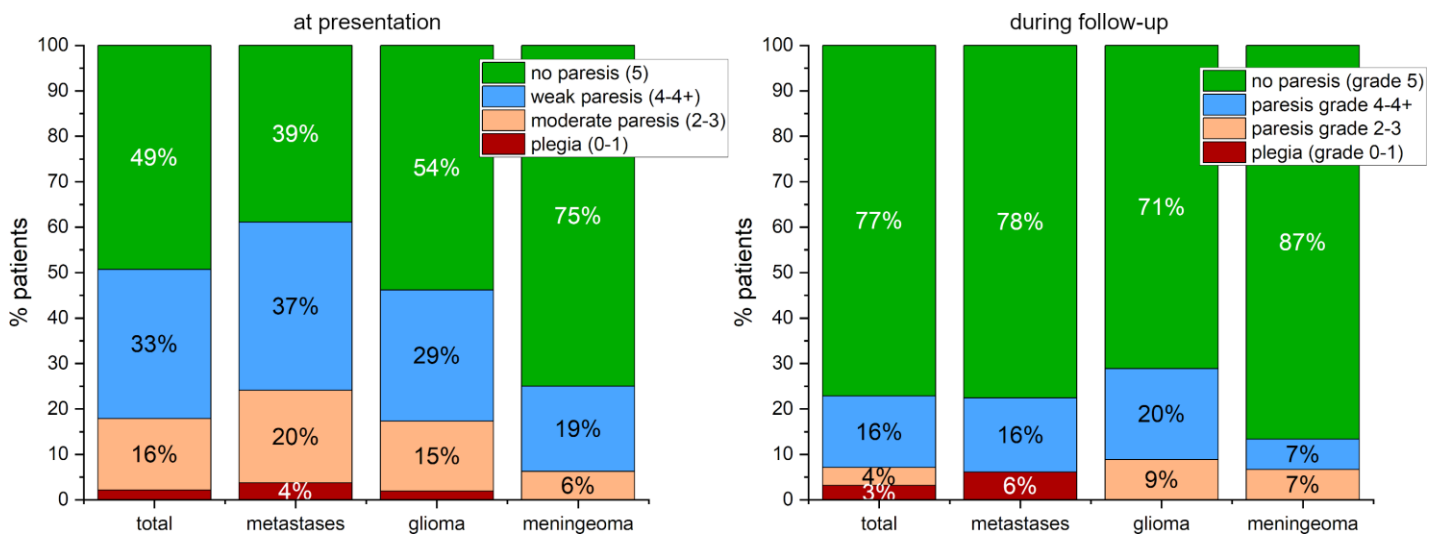 at presentation
% patients
100
90
80
70
60
50
40
30
20
10
0
no paresis (5)
weak paresis (4-4+)
moderate paresis (2-3)
plegia (0-1)
49%
33%
16%
39%
37%
20%
4%
54%
29%
15%
75%
19%
6%
total
metastases
glioma
meningeoma
during follow-up
% patients
100
90
80
70
60
50
40
30
20
10
0
no paresis (grade 5)
paresis grade 4-4+
paresis grade 2-3
plegia (grade 0-1)
77%
16%
4%
3%
78%
16%
6%
71%
20%
9%
87%
7%
7%
total
metastases
glioma
meningeoma